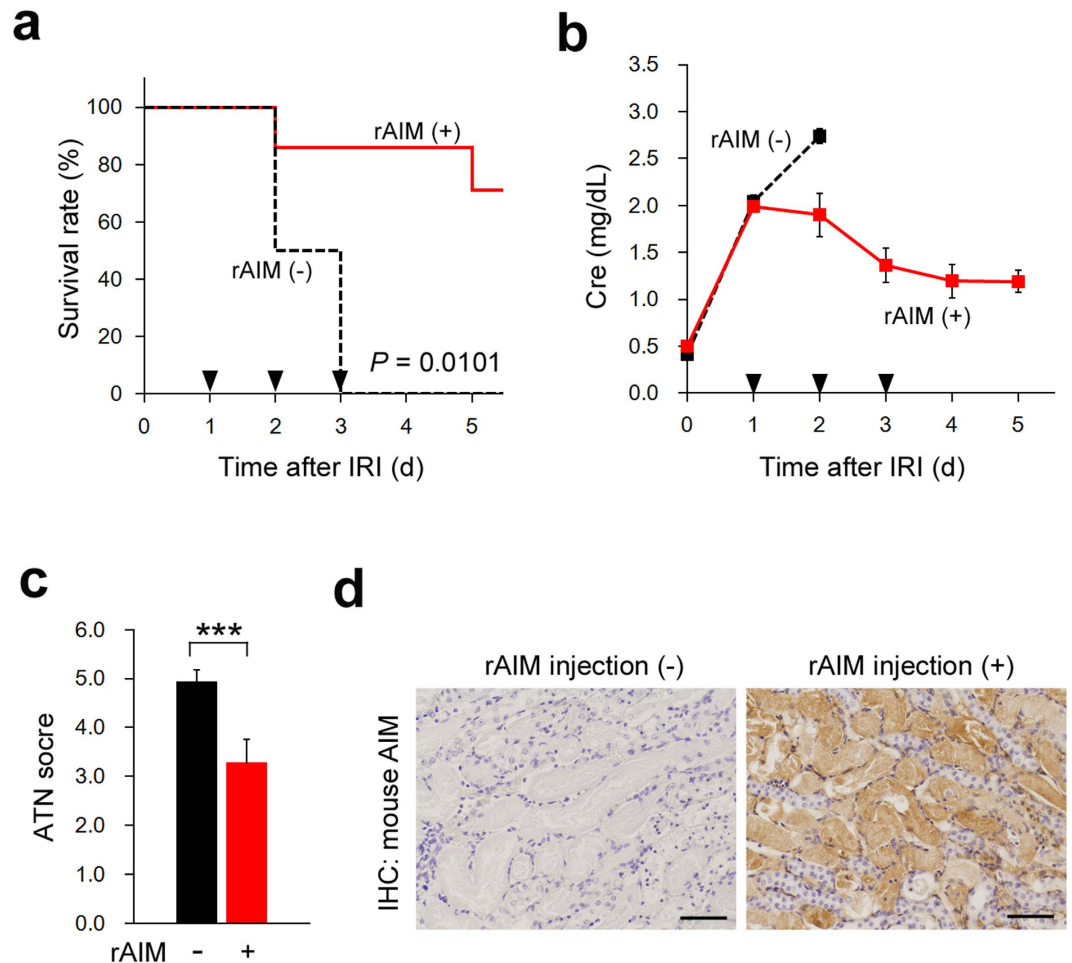 a
Survival rate (%)
100
80
60
40
20
0
rAIM (+)
rAIM (-)
P = 0.0101
0 1 2 3 4 5
Time after IRI (d)
b
Cre (mg/dL)
3.5
3.0
2.5
2.0
1.5
1.0
0.5
0.0
rAIM (-)
rAIM (+)
0 1 2 3 4 5
Time after IRI (d)
c
ATN socre
6.0
5.0
4.0
3.0
2.0
1.0
0.0
***
rAIM - +
d
rAIM injection (-)
rAIM injection (+)
IHC: mouse AIM